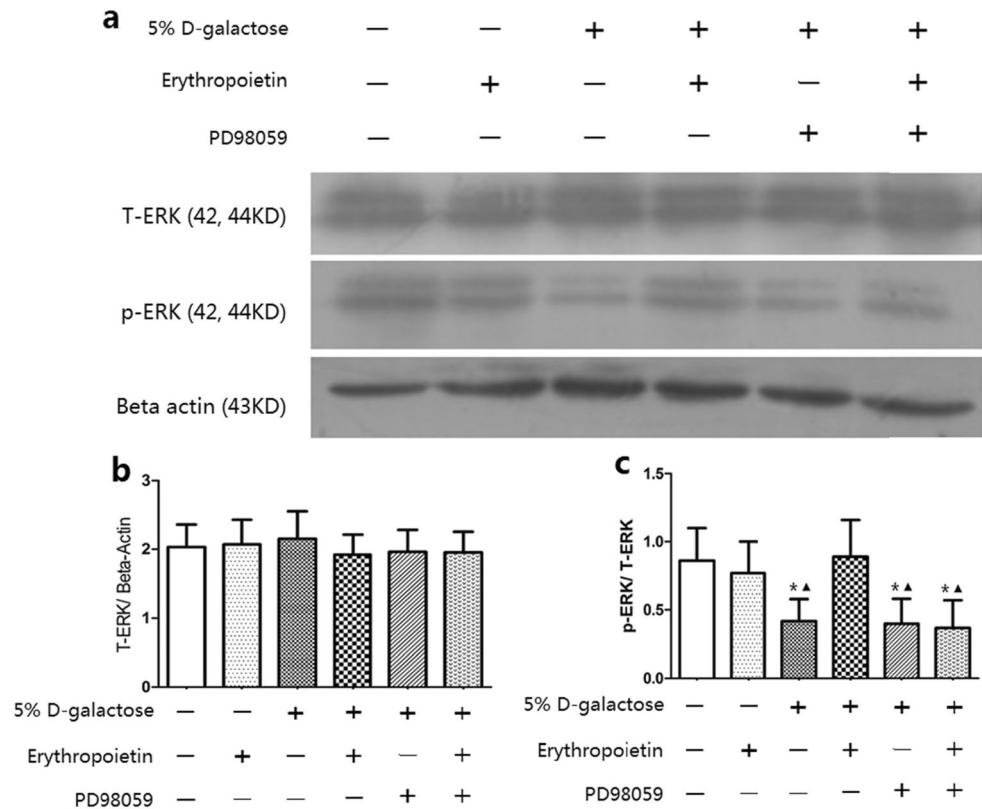 a
5% D-galactose — — + + + +
Erythropoietin — + — + — +
PD98059 — — — — + +
T-ERK (42, 44KD)
p-ERK (42, 44KD)
Beta actin (43KD)
b
T-ERK/ Beta-Actin
3
2
1
0
5% D-galactose — — + + + +
Erythropoietin — + — + — +
PD98059 — — — — + +
c
p-ERK/ T-ERK
1.5
1.0
0.5
0.0
*▲ *▲ *▲
5% D-galactose — — + + + +
Erythropoietin — + — + — +
PD98059 — — — — + +